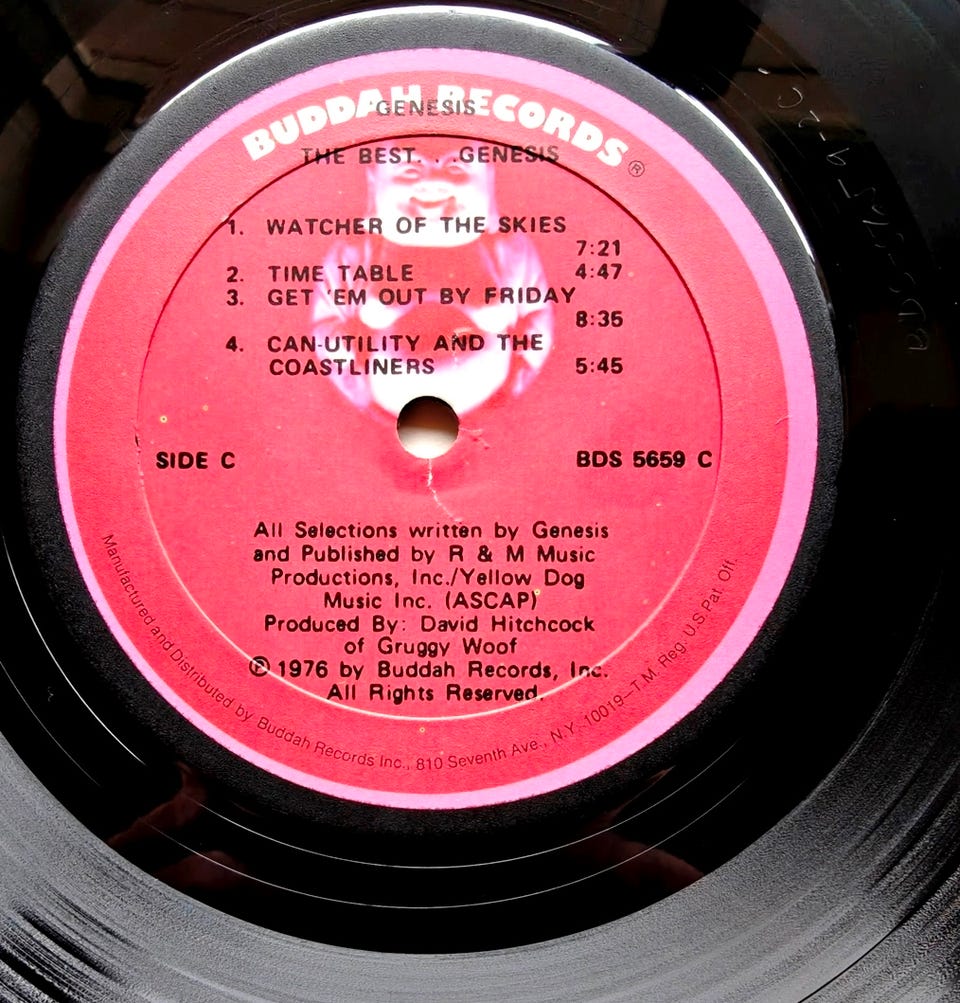 BUDDAH RECORDS®
GENESIS
THE BEST. . .GENESIS
1. WATCHER OF THE SKIES
7:21
2. TIME TABLE 4:47
3. GET 'EM OUT BY FRIDAY
8:35
4. CAN-UTILITY AND THE
COASTLINERS 5:45
SIDE C BDS 5659 C
All Selections written by Genesis
and Published by R & M Music
Productions, Inc./Yellow Dog
Music Inc. (ASCAP)
Produced By: David Hitchcock
of Gruggy Woof
℗ 1976 by Buddah Records, Inc.
All Rights Reserved.
Manufactured and Distributed by Buddah Records Inc., 810 Seventh Ave., N.Y. 10019—T.M. Reg. U.S. Pat. Off.